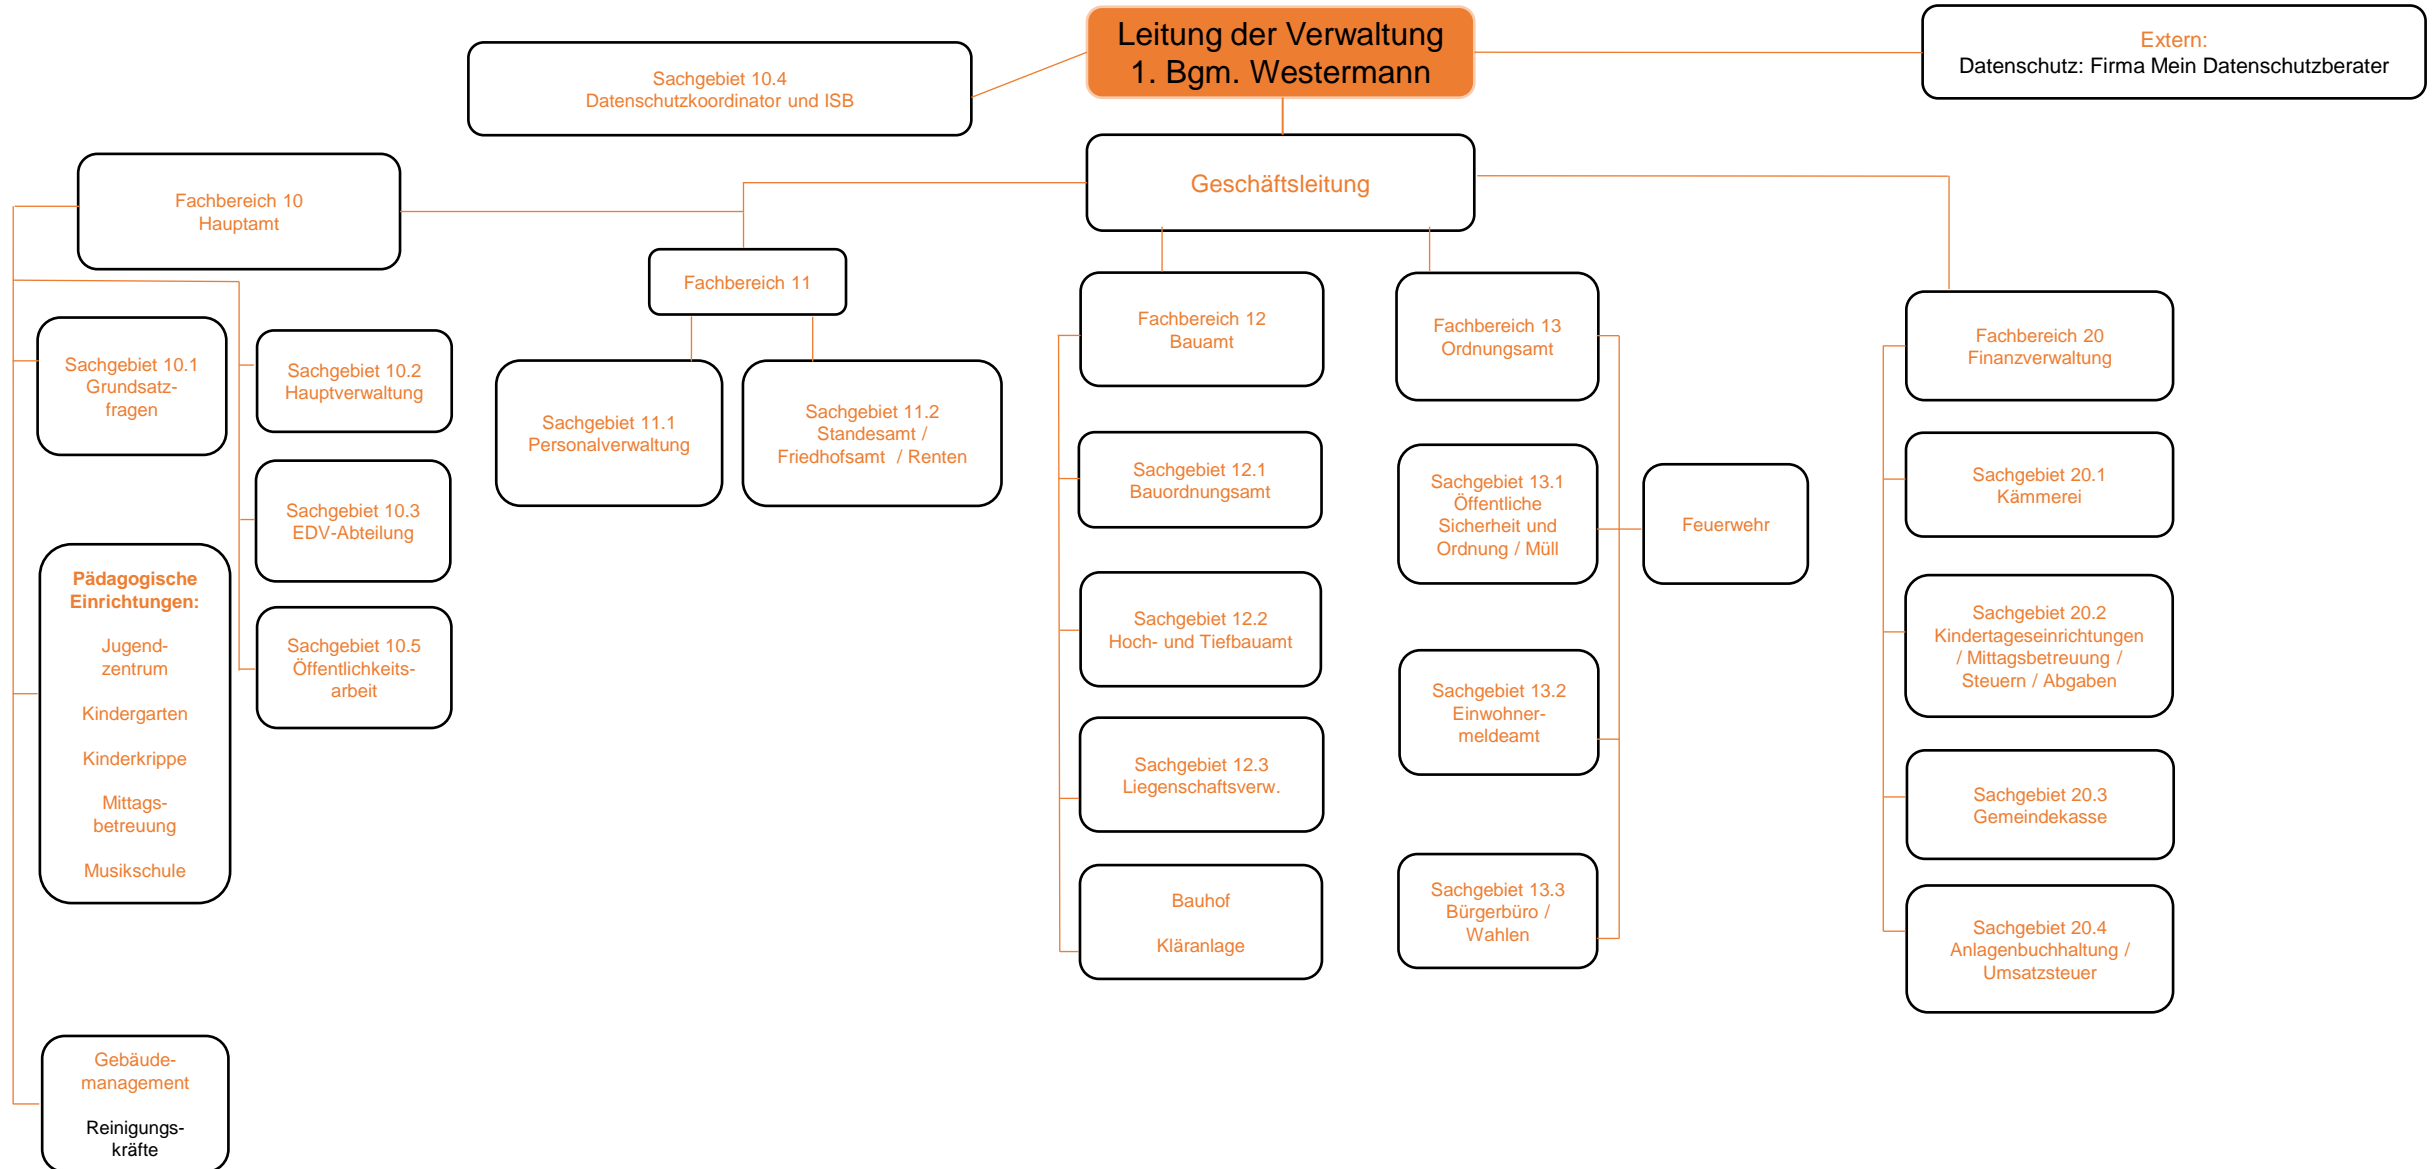 Leitung der Verwaltung
1. Bgm. Westermann
Extern:
Datenschutz: Firma Mein Datenschutzberater
Sachgebiet 10.4
Datenschutzkoordinator und ISB
Geschäftsleitung
Fachbereich 10
Hauptamt
Sachgebiet 10.1
Grundsatz-
fragen
Pädagogische
Einrichtungen:
Jugend-
zentrum
Kindergarten
Kinderkrippe
Mittags-
betreuung
Musikschule
Gebäude-
management
Reinigungs-
kräfte
Sachgebiet 10.2
Hauptverwaltung
Sachgebiet 10.3
EDV-Abteilung
Sachgebiet 10.5
Öffentlichkeits-
arbeit
Fachbereich 11
Sachgebiet 11.1
Personalverwaltung
Sachgebiet 11.2
Standesamt /
Friedhofsamt / Renten
Fachbereich 12
Bauamt
Sachgebiet 12.1
Bauordnungsamt
Sachgebiet 12.2
Hoch- und Tiefbauamt
Sachgebiet 12.3
Liegenschaftsverw.
Bauhof
Kläranlage
Fachbereich 13
Ordnungsamt
Sachgebiet 13.1
Öffentliche
Sicherheit und
Ordnung / Müll
Feuerwehr
Sachgebiet 13.2
Einwohner-
meldeamt
Sachgebiet 13.3
Bürgerbüro /
Wahlen
Fachbereich 20
Finanzverwaltung
Sachgebiet 20.1
Kämmerei
Sachgebiet 20.2
Kindertageseinrichtungen
/ Mittagsbetreuung /
Steuern / Abgaben
Sachgebiet 20.3
Gemeindekasse
Sachgebiet 20.4
Anlagenbuchhaltung /
Umsatzsteuer